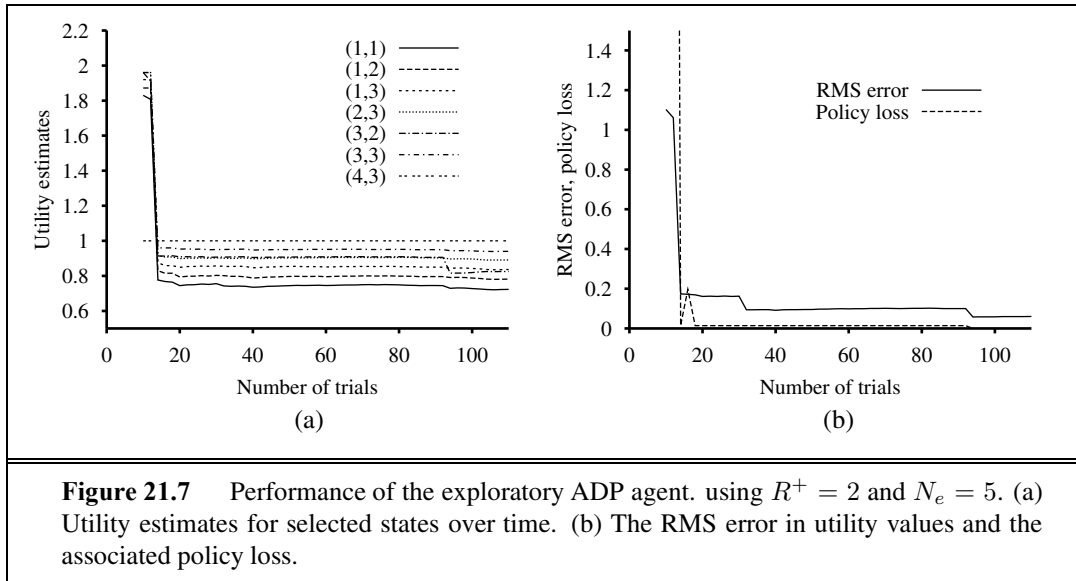 2.2
2
1.8
1.6
1.4
1.2
1
0.8
0.6
Utility estimates
(1,1)
(1,2)
(1,3)
(2,3)
(3,2)
(3,3)
(4,3)
0 20 40 60 80 100
Number of trials
(a)
1.4
1.2
1
0.8
0.6
0.4
0.2
0
RMS error, policy loss
RMS error
Policy loss
0 20 40 60 80 100
Number of trials
(b)
Figure 21.7 Performance of the exploratory ADP agent. using R⁺ = 2 and Nₑ = 5. (a)
Utility estimates for selected states over time. (b) The RMS error in utility values and the
associated policy loss.